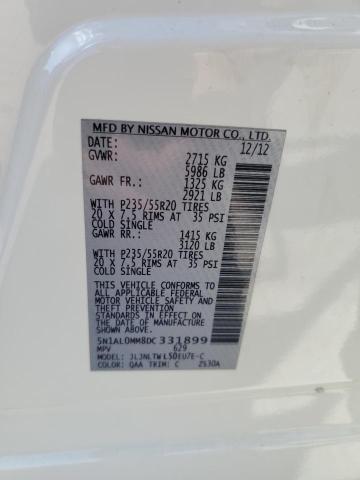 MFD BY NISSAN MOTOR CO., LTD.
DATE: 12/12
GVWR: 2715 KG
5986 LB
GAWR FR.: 1325 KG
2921 LB
WITH P235/55R20 TIRES
20 X 7.5 RIMS AT 35 PSI
COLD SINGLE
GAWR RR.: 1415 KG
3120 LB
WITH P235/55R20 TIRES
20 X 7.5 RIMS AT 35 PSI
COLD SINGLE
THIS VEHICLE CONFORMS TO ALL
APPLICABLE FEDERAL MOTOR
VEHICLE SAFETY AND
THEFT PREVENTION
STANDARDS IN EFFECT ON
THE DATE OF MANUFACTURE
SHOWN ABOVE.
5N1AL0MM8DC331899
MPV 629
MODEL: JLJNLTWL50EU7E-C
COLOR: QAA TRIM: C 2530A